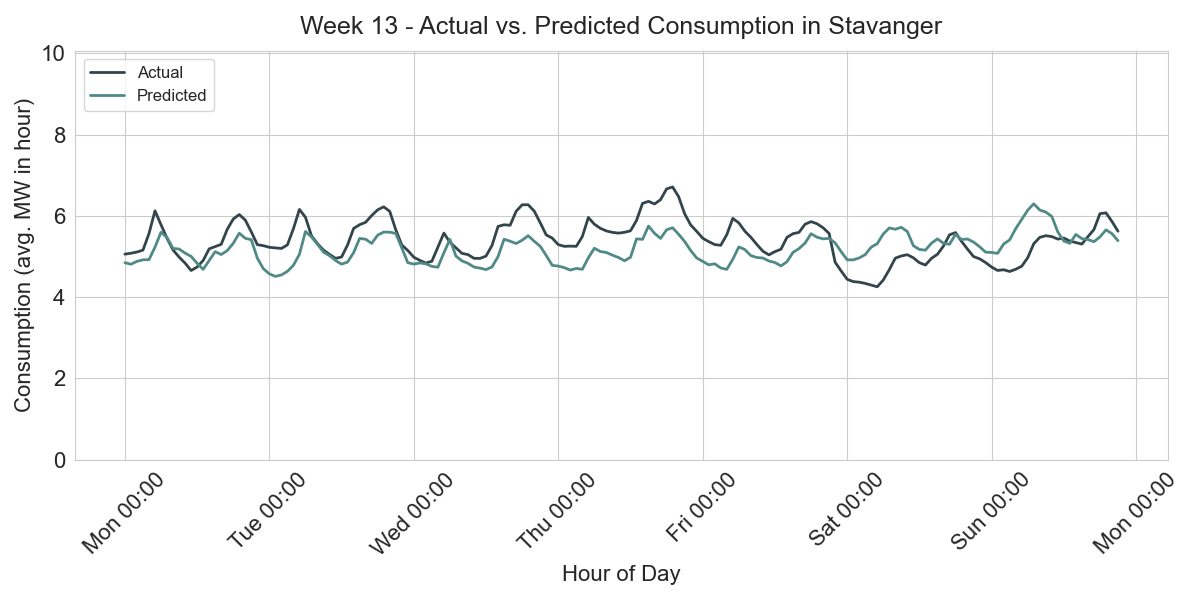 Week 13 - Actual vs. Predicted Consumption in Stavanger
Actual
Predicted
Consumption (avg. MW in hour)
10
8
6
4
2
0
Mon 00:00
Tue 00:00
Wed 00:00
Thu 00:00
Fri 00:00
Sat 00:00
Sun 00:00
Mon 00:00
Hour of Day